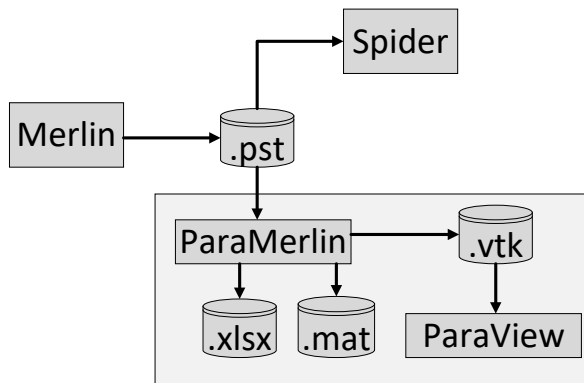 Spider
Merlin
.pst
ParaMerlin
.vtk
.xlsx
.mat
ParaView